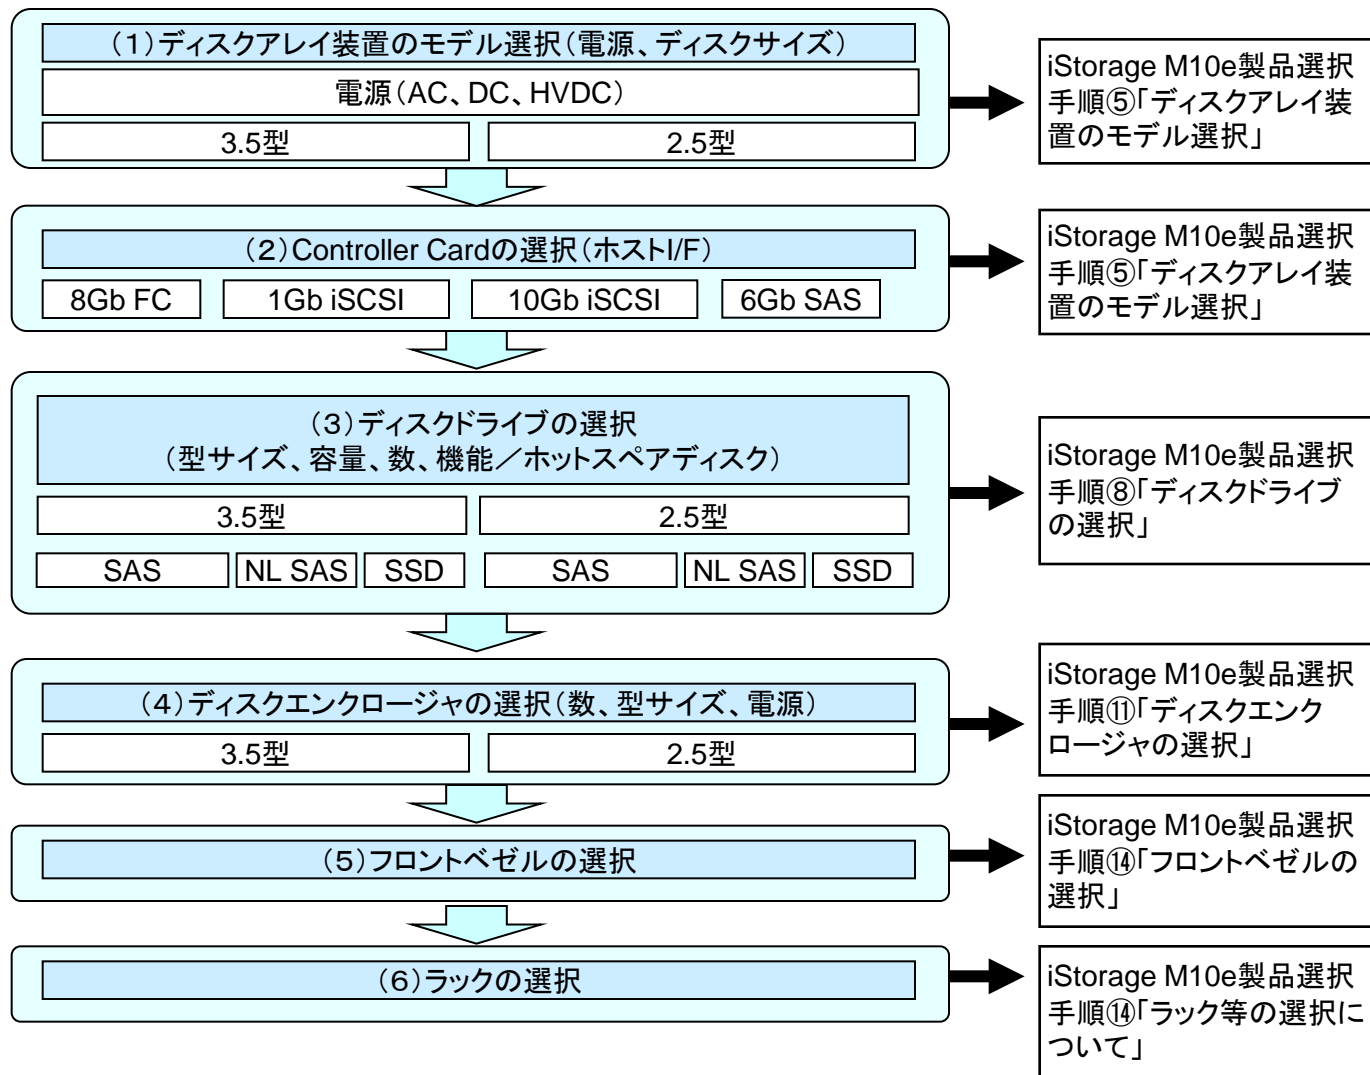 (1)ディスクアレイ装置のモデル選択(電源、ディスクサイズ)
電源(AC、DC、HVDC)
3.5型
2.5型
iStorage M10e製品選択
手順⑤「ディスクアレイ装
置のモデル選択」
(2)Controller Cardの選択(ホストI/F)
8Gb FC
1Gb iSCSI
10Gb iSCSI
6Gb SAS
iStorage M10e製品選択
手順⑤「ディスクアレイ装
置のモデル選択」
(3)ディスクドライブの選択
(型サイズ、容量、数、機能／ホットスペアディスク)
3.5型
2.5型
SAS
NL SAS
SSD
SAS
NL SAS
SSD
iStorage M10e製品選択
手順⑧「ディスクドライブ
の選択」
(4)ディスクエンクロージャの選択(数、型サイズ、電源)
3.5型
2.5型
iStorage M10e製品選択
手順⑪「ディスクエンク
ロージャの選択」
(5)フロントベゼルの選択
iStorage M10e製品選択
手順⑭「フロントベゼルの
選択」
(6)ラックの選択
iStorage M10e製品選択
手順⑭「ラック等の選択に
ついて」